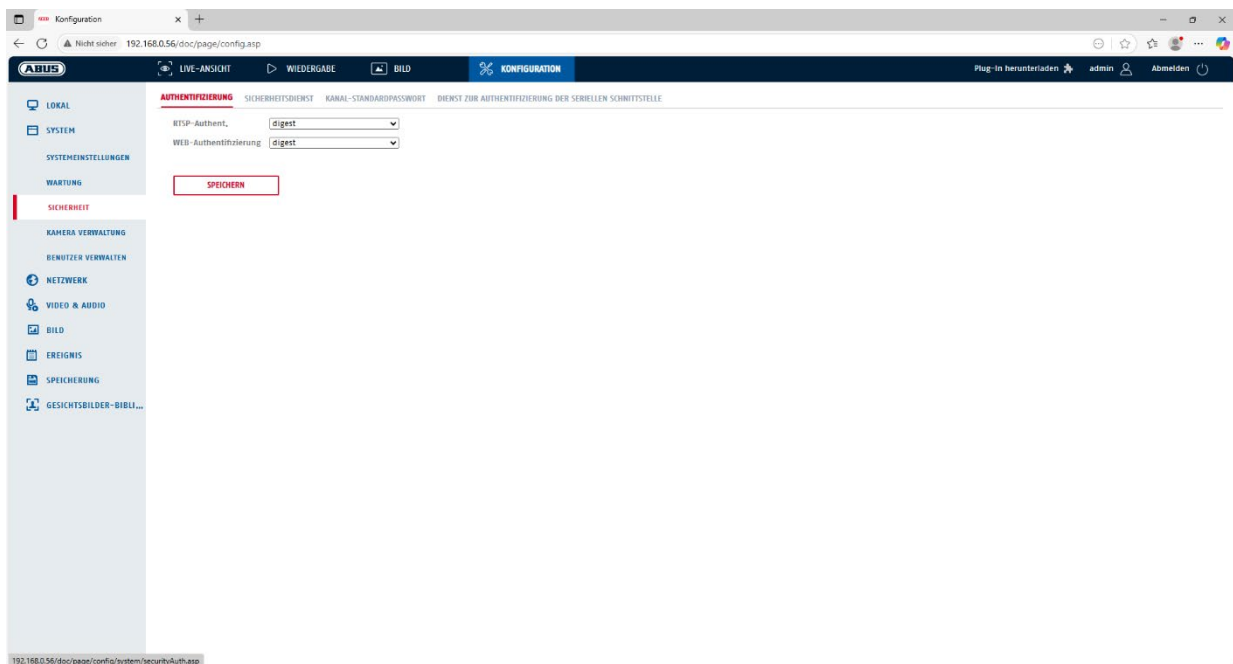 Konfiguration
Nicht sicher 192.168.0.56/doc/page/config.asp
ABUS LIVE-ANSICHT WIEDERGABE BILD KONFIGURATION Plug-In herunterladen admin Abmelden
LOKAL
SYSTEM
SYSTEMEINSTELLUNGEN
WARTUNG
SICHERHEIT
KAMERA VERWALTUNG
BENUTZER VERWALTEN
NETZWERK
VIDEO & AUDIO
BILD
EREIGNIS
SPEICHERUNG
GESICHTSBILDER-BIBLI...
AUTHENTIFIZIERUNG SICHERHEITSDIENST KANAL-STANDARDPASSWORT DIENST ZUR AUTHENTIFIZIERUNG DER SERIELLEN SCHNITTSTELLE
RTSP-Authent. digest
WEB-Authentifizierung digest
SPEICHERN
192.168.0.56/doc/page/config/system/securityAuth.asp